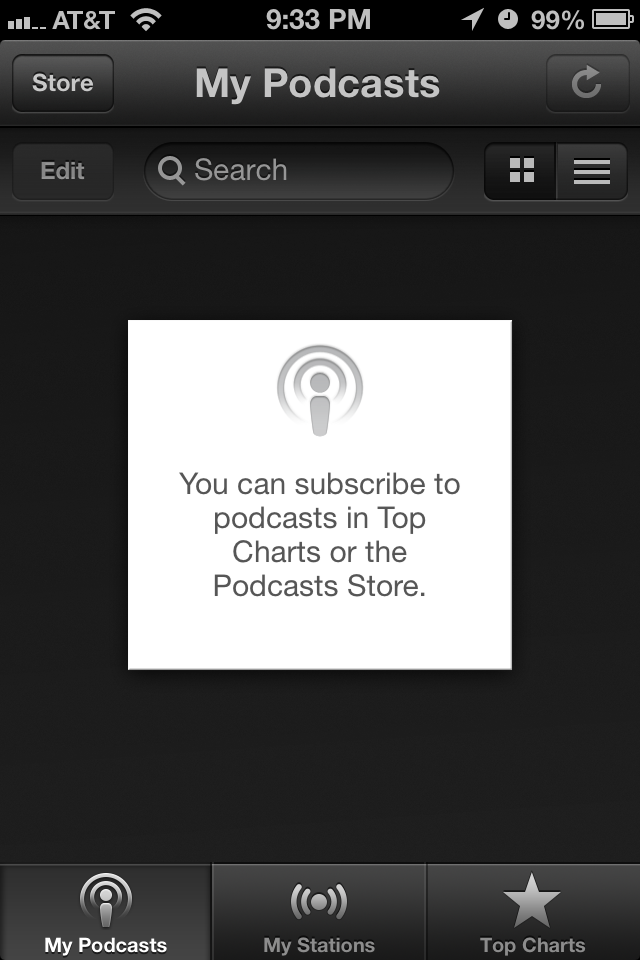 AT&T 9:33 PM 99%
Store My Podcasts
Edit Search
You can subscribe to
podcasts in Top
Charts or the
Podcasts Store.
My Podcasts My Stations Top Charts